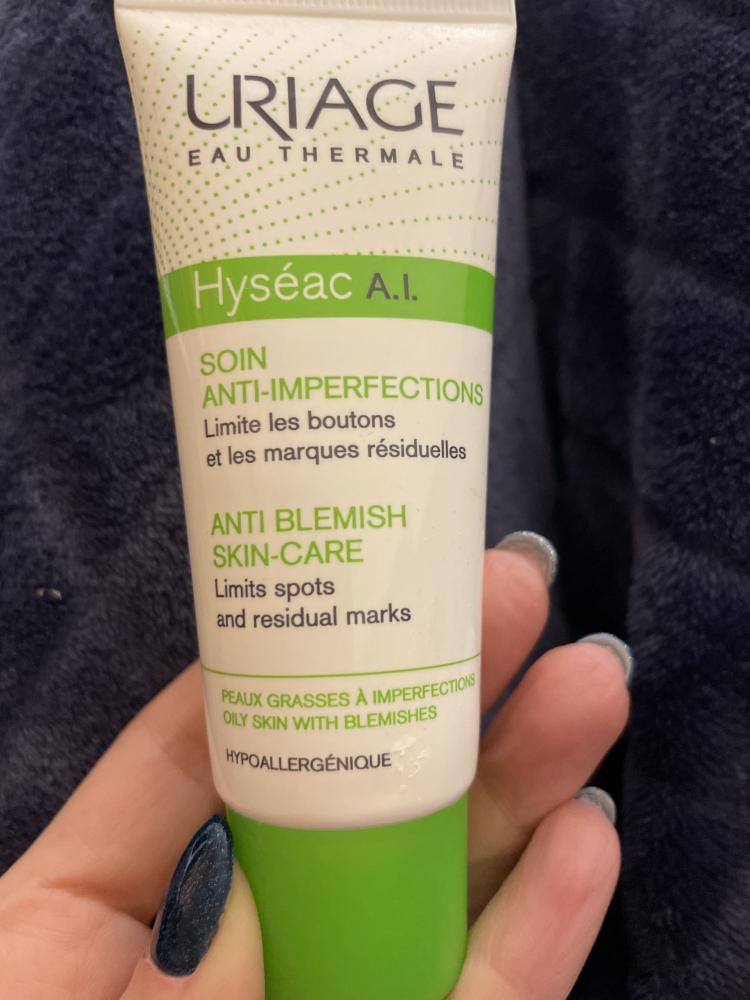 URIAGE
EAU THERMALE
Hyséac A.I.
SOIN
ANTI-IMPERFECTIONS
Limite les boutons
et les marques résiduelles
ANTI BLEMISH
SKIN-CARE
Limits spots
and residual marks
PEAUX GRASSES À IMPERFECTIONS
OILY SKIN WITH BLEMISHES
HYPOALLERGÉNIQUE